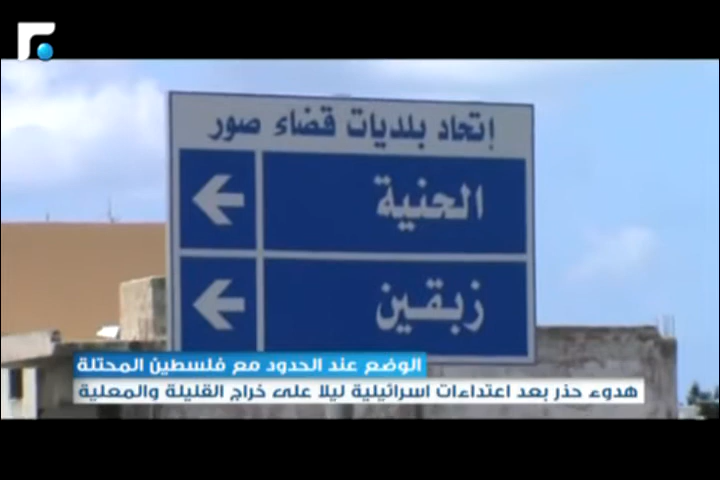 إتحاد بلديات قضاء صور
الحنية
زبقين
الوضع عند الحدود مع فلسطين المحتلة
هدوء حذر بعد اعتداءات اسرائيلية ليلا على خراج القليلة والمعلية